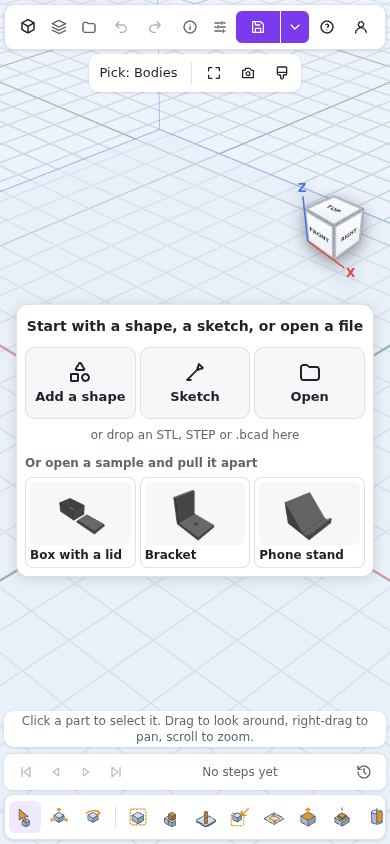 Pick: Bodies
Z
TOP
FRONT
RIGHT
X
Start with a shape, a sketch, or open a file
Add a shape
Sketch
Open
or drop an STL, STEP or .bcad here
Or open a sample and pull it apart
Box with a lid
Bracket
Phone stand
Click a part to select it. Drag to look around, right-drag to
pan, scroll to zoom.
No steps yet